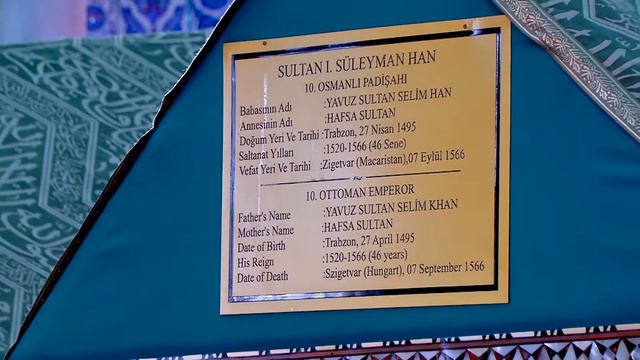 SULTAN I. SÜLEYMAN HAN
10. OSMANLI PADİŞAHI
Babasının Adı :YAVUZ SULTAN SELİM HAN
Annesinin Adı :HAFSA SULTAN
Doğum Yeri Ve Tarihi :Trabzon, 27 Nisan 1495
Saltanat Yılları :1520-1566 (46 Sene)
Vefat Yeri Ve Tarihi :Zigetvar (Macaristan),07 Eylül 1566
10. OTTOMAN EMPEROR
Father's Name :YAVUZ SULTAN SELİM KHAN
Mother's Name :HAFSA SULTAN
Date of Birth :Trabzon, 27 April 1495
His Reign :1520-1566 (46 years)
Date of Death :Szigetvar (Hungart), 07 September 1566